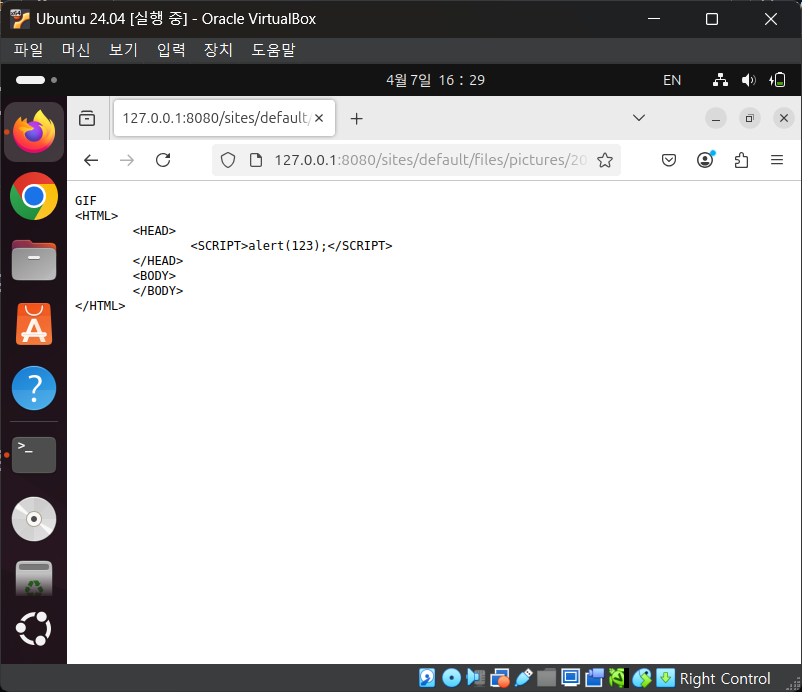 Ubuntu 24.04 [실행 중] - Oracle VirtualBox
파일 머신 보기 입력 장치 도움말
4월 7일 16 : 29
EN
127.0.0.1:8080/sites/default/
127.0.0.1:8080/sites/default/files/pictures/20
GIF
<HTML>
<HEAD>
<SCRIPT>alert(123);</SCRIPT>
</HEAD>
<BODY>
</BODY>
</HTML>
Right Control